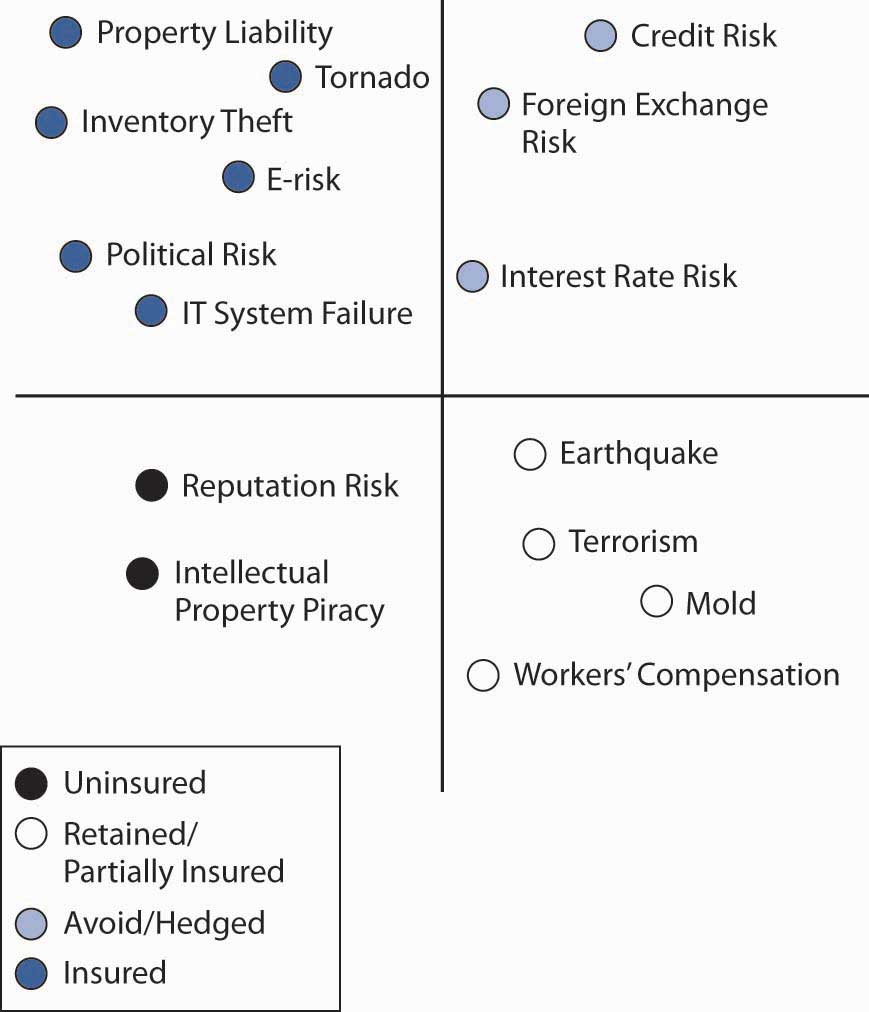 Property Liability
Tornado
Inventory Theft
E-risk
Political Risk
IT System Failure
Credit Risk
Foreign Exchange
Risk
Interest Rate Risk
Reputation Risk
Intellectual
Property Piracy
Earthquake
Terrorism
Mold
Workers’ Compensation
Uninsured
Retained/
Partially Insured
Avoid/Hedged
Insured